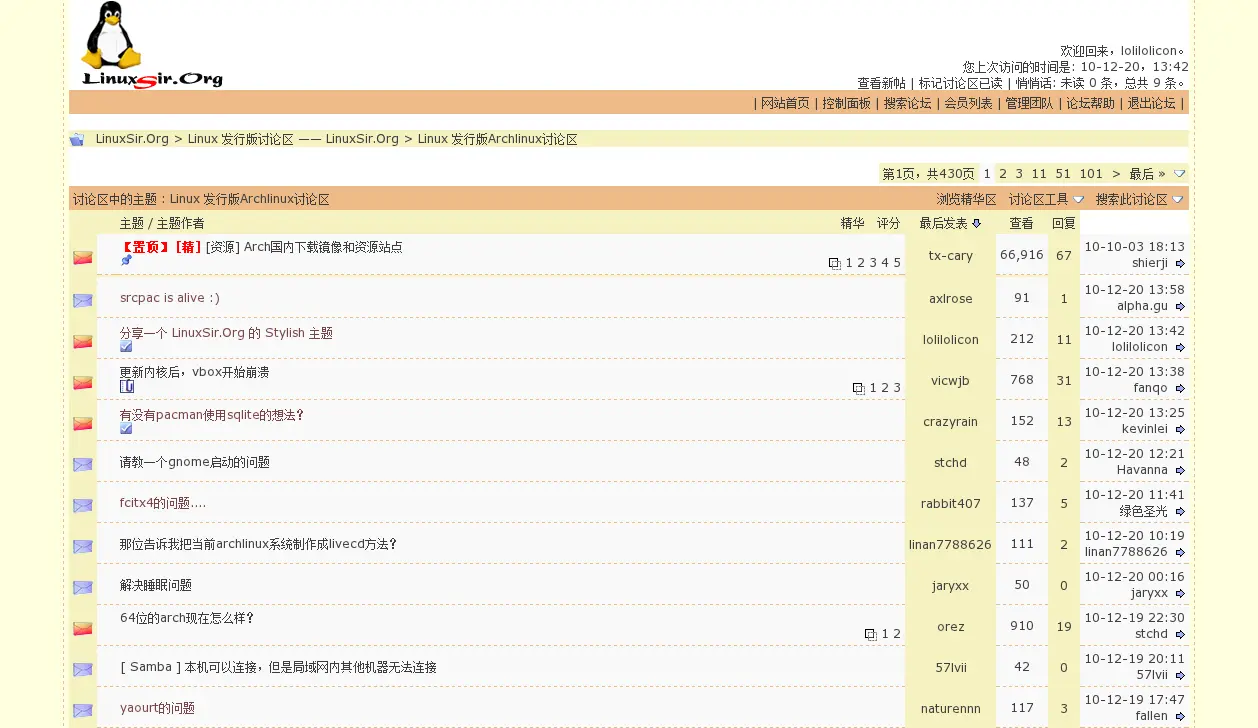 LinuxSir.Org
欢迎回来，lolilolicon。
您上次访问的时间是：10-12-20，13:42
查看新帖 | 标记讨论区已读 | 悄悄话: 未读 0 条，总共 9 条。
| 网站首页 | 控制面板 | 搜索论坛 | 会员列表 | 管理团队 | 论坛帮助 | 退出论坛 |
LinuxSir.Org > Linux 发行版讨论区 —— LinuxSir.Org > Linux 发行版Archlinux讨论区
第1页，共430页 1 2 3 11 51 101 > 最后 »
讨论区中的主题 : Linux 发行版Archlinux讨论区 浏览精华区 讨论区工具 搜索此讨论区
主题 / 主题作者 精华 评分 最后发表 查看 回复
【置顶】[精] [资源] Arch国内下载镜像和资源站点 1 2 3 4 5 tx-cary 66,916 67 10-10-03 18:13
shierji
srcpac is alive :) axlrose 91 1 10-12-20 13:58
alpha.gu
分享一个 LinuxSir.Org 的 Stylish 主题 lolilolicon 212 11 10-12-20 13:42
lolilolicon
更新内核后，vbox开始崩溃 1 2 3 vicwjb 768 31 10-12-20 13:38
fanqo
有没有pacman使用sqlite的想法？ crazyrain 152 13 10-12-20 13:25
kevinlei
请教一个gnome启动的问题 stchd 48 2 10-12-20 12:21
Havanna
fcitx4的问题.... rabbit407 137 5 10-12-20 11:41
绿色圣光
那位告诉我把当前archlinux系统制作成livecd方法？ linan7788626 111 2 10-12-20 10:19
linan7788626
解决睡眠问题 jaryxx 50 0 10-12-20 00:16
jaryxx
64位的arch现在怎么样？ 1 2 orez 910 19 10-12-19 22:30
stchd
[ Samba ] 本机可以连接，但是局域网内其他机器无法连接 57lvii 42 0 10-12-19 20:11
57lvii
yaourt的问题 naturennn 117 3 10-12-19 17:47
fallen